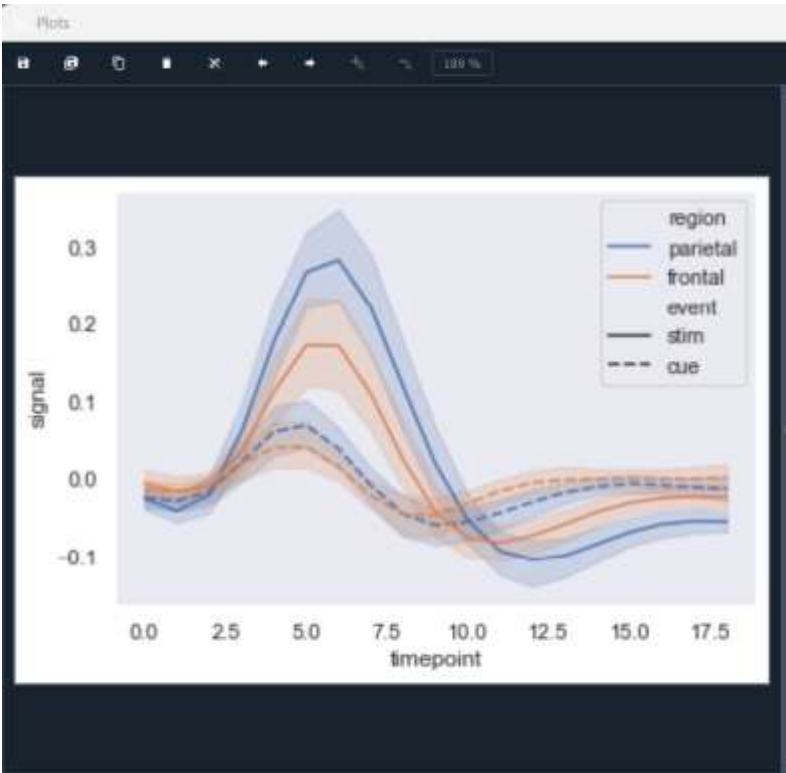 Plots
188 %
region
parietal
frontal
event
stim
cue
signal
0.3
0.2
0.1
0.0
−0.1
0.0 2.5 5.0 7.5 10.0 12.5 15.0 17.5
timepoint